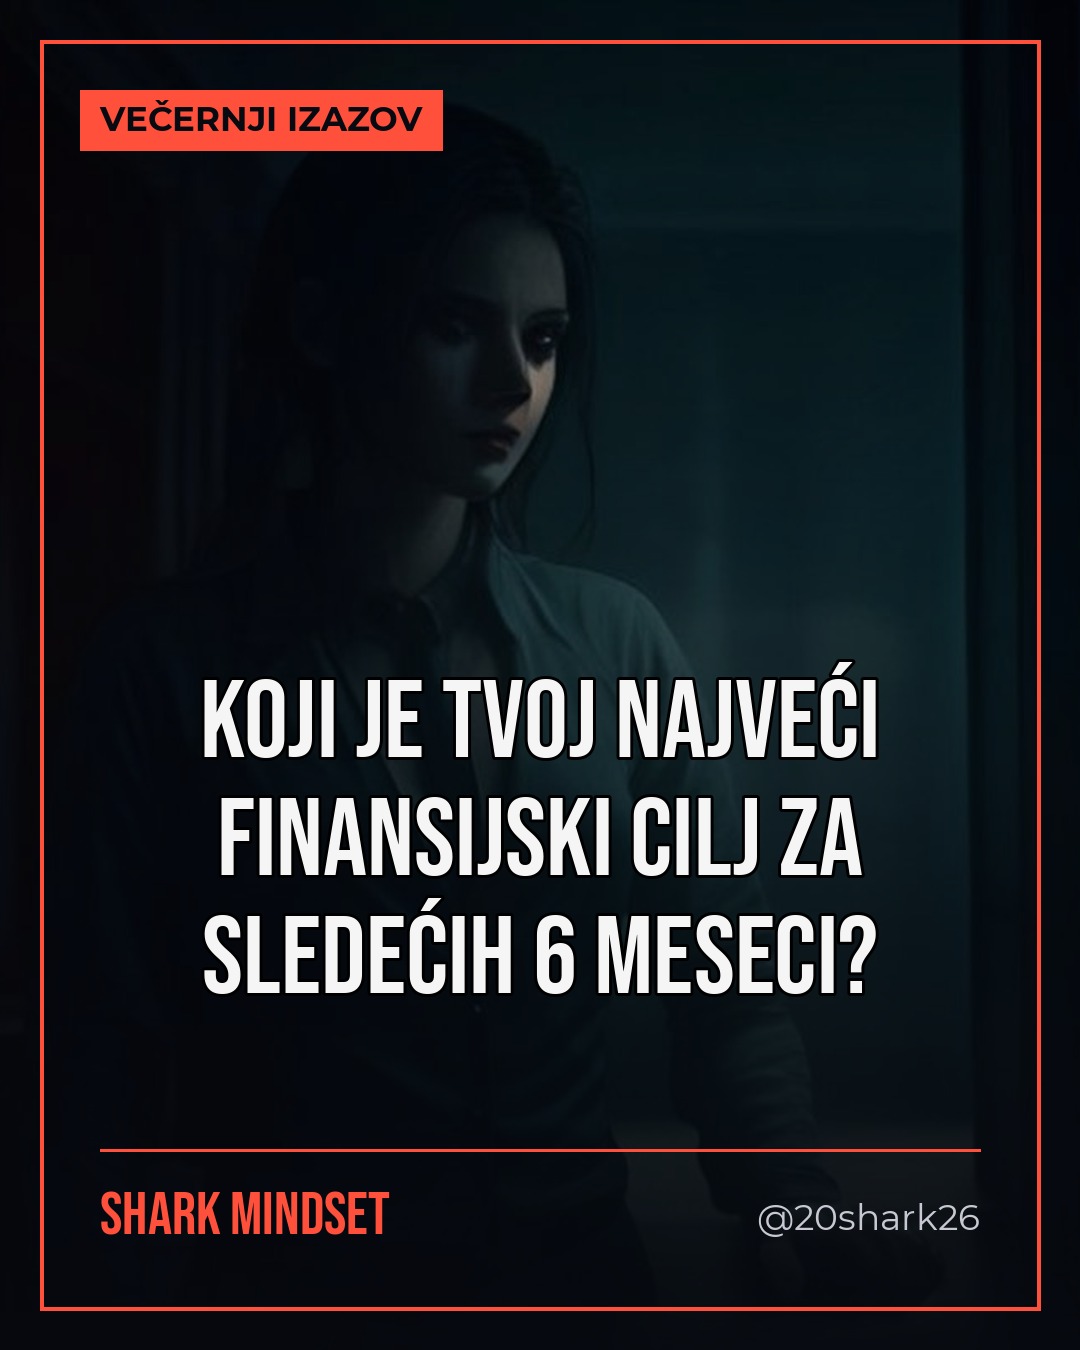 VEČERNJI IZAZOV
KOJI JE TVOJ NAJVEĆI
FINANSIJSKI CILJ ZA
SLEDEĆIH 6 MESECI?
SHARK MINDSET
@20shark26